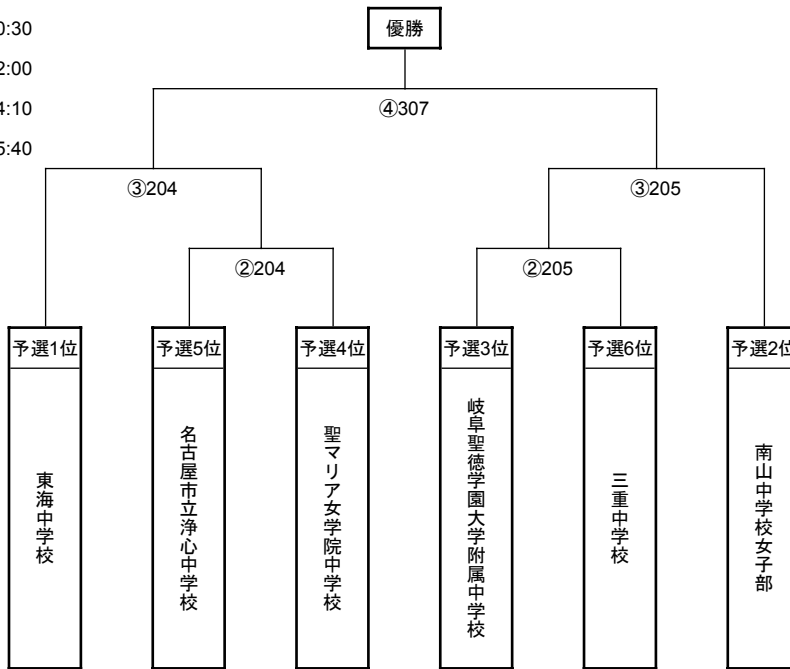 0:30
優勝
2:00
④307
4:10
5:40
③204
③205
②204
②205
予選1位
予選5位
予選4位
予選3位
予選6位
予選2位
東海中学校
名古屋市立浄心中学校
聖マリア女学院中学校
岐阜聖徳学園大学附属中学校
三重中学校
南山中学校女子部